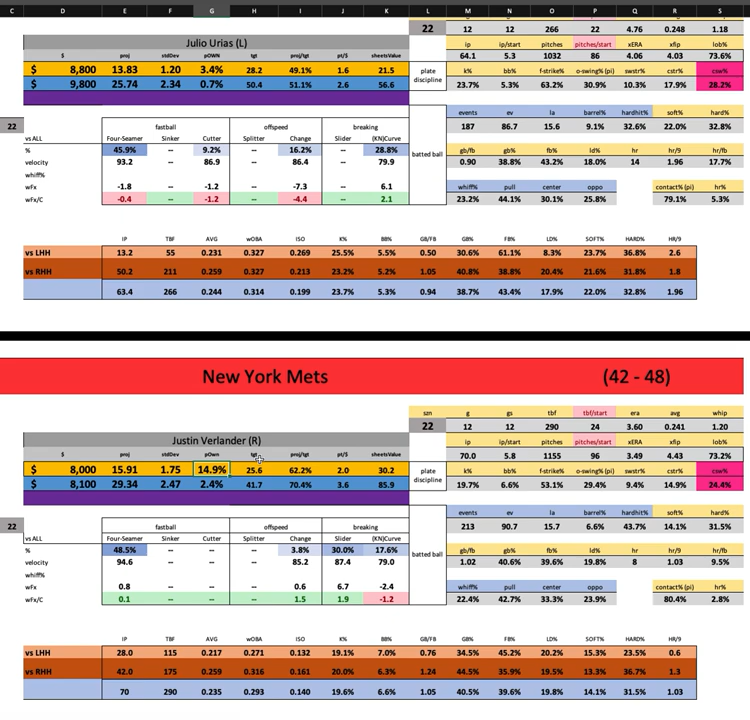 C D E F G H I J K L M N O P Q R S
22 12 12 266 22 4.76 0.248 1.18
ip ip/start pitches pitches/start xERA xfip lob%
Julio Urias (L) 64.1 5.3 1032 86 4.06 4.03 73.6%
$ proj stdDev pOWN tgt proj/tgt pt/$ sheetsValue
$ 8,800 13.83 1.20 3.4% 28.2 49.1% 1.6 21.5
$ 9,800 25.74 2.34 0.7% 50.4 51.1% 2.6 56.6
plate discipline
k% bb% f-strike% o-swing% (pi) swstr% cstr% csw%
23.7% 5.3% 63.2% 30.9% 10.3% 17.9% 28.2%
events ev la barrel% hardhit% soft% hard%
187 86.7 15.6 9.1% 32.6% 22.0% 32.8%
22 fastball offspeed breaking
vs ALL Four-Seamer Sinker Cutter Splitter Change Slider (KN)Curve
% 45.9% -- 9.2% -- 16.2% -- 28.8%
velocity 93.2 86.9 86.4 79.9
whiff%
wFx -1.8 -- -1.2 -- -7.3 -- 6.1
wFx/C -0.4 -- -1.2 -- -4.4 -- 2.1
batted ball
gb/fb gb% fb% ld% hr hr/9 hr/fb
0.90 38.8% 43.2% 18.0% 14 1.96 17.7%
whiff% pull center oppo contact% (pi) hr%
23.2% 44.1% 30.1% 25.8% 79.1% 5.3%
IP TBF AVG wOBA ISO K% BB% GB/FB GB% FB% LD% SOFT% HARD% HR/9
vs LHH 13.2 55 0.231 0.327 0.269 25.5% 5.5% 0.50 30.6% 61.1% 8.3% 23.7% 36.8% 2.6
vs RHH 50.2 211 0.259 0.327 0.213 23.2% 5.2% 1.05 40.8% 38.8% 20.4% 21.6% 31.8% 1.8
63.4 266 0.244 0.314 0.199 23.7% 5.3% 0.94 38.7% 43.4% 17.9% 22.0% 32.8% 1.96
New York Mets (42 - 48)
szn g gs tbf tbf/start era avg whip
22 12 12 290 24 3.60 0.241 1.20
Justin Verlander (R)
ip ip/start pitches pitches/start xERA xfip lob%
70.0 5.8 1155 96 3.49 4.43 73.2%
$ proj stdDev pOwn tgt proj/tgt pt/$ sheetsValue
$ 8,000 15.91 1.75 14.9% 25.6 62.2% 2.0 30.2
$ 8,100 29.34 2.47 2.4% 41.7 70.4% 3.6 85.9
plate discipline
k% bb% f-strike% o-swing% (pi) swstr% cstr% csw%
19.7% 6.6% 53.1% 29.4% 9.4% 14.9% 24.4%
events ev la barrel% hardhit% soft% hard%
213 90.7 15.7 6.6% 43.7% 14.1% 31.5%
22 fastball offspeed breaking
vs ALL Four-Seamer Sinker Cutter Splitter Change Slider (KN)Curve
% 48.5% -- -- -- 3.8% 30.0% 17.6%
velocity 94.6 85.2 87.4 79.0
whiff%
wFx 0.8 -- -- -- 0.6 6.7 -2.4
wFx/C 0.1 -- -- -- 1.5 1.9 -1.2
batted ball
gb/fb gb% fb% ld% hr hr/9 hr/fb
1.02 40.6% 39.6% 19.8% 8 1.03 9.5%
whiff% pull center oppo contact% (pi) hr%
22.4% 42.7% 33.3% 23.9% 80.4% 2.8%
IP TBF AVG wOBA ISO K% BB% GB/FB GB% FB% LD% SOFT% HARD% HR/9
vs LHH 28.0 115 0.217 0.271 0.132 19.1% 7.0% 0.76 34.5% 45.2% 20.2% 15.3% 23.5% 0.6
vs RHH 42.0 175 0.259 0.316 0.161 20.0% 6.3% 1.24 44.5% 35.9% 19.5% 13.3% 36.7% 1.3
70 290 0.235 0.293 0.140 19.6% 6.6% 1.05 40.5% 39.6% 19.8% 14.1% 31.5% 1.03